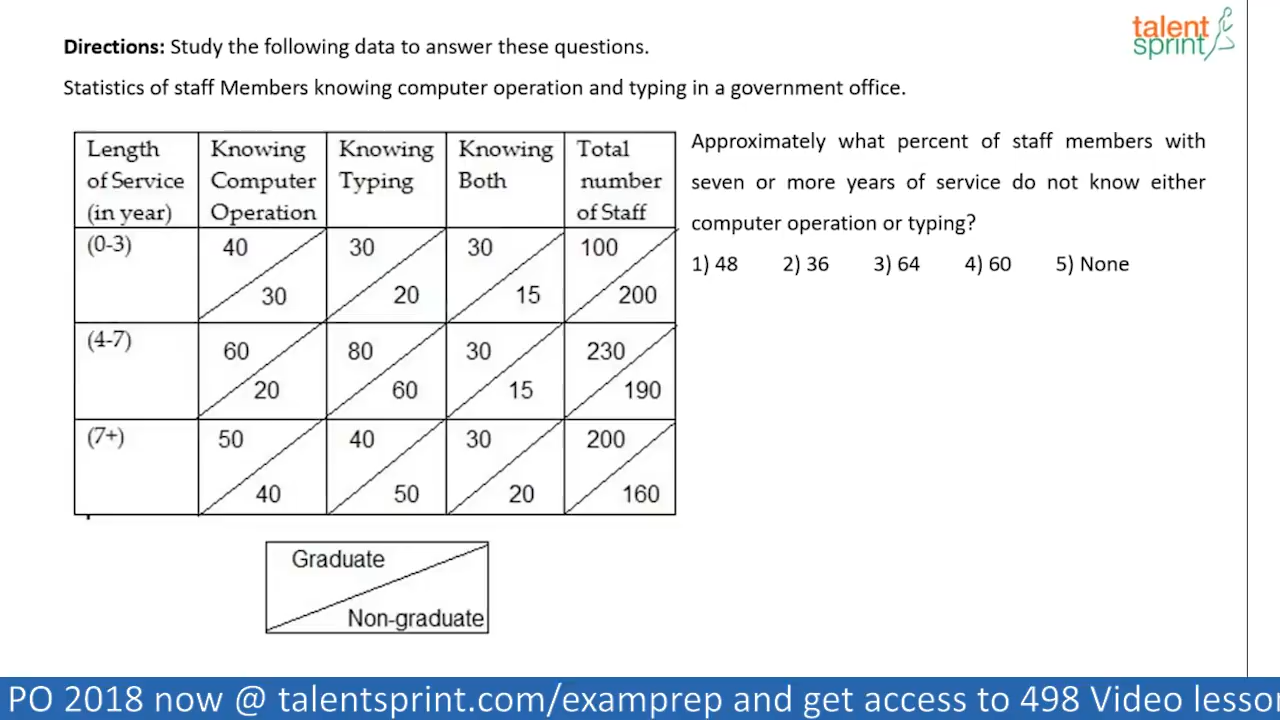 talent
sprint
Directions: Study the following data to answer these questions.
Statistics of staff Members knowing computer operation and typing in a government office.
Length of Service (in year) Knowing Computer Operation Knowing Typing Knowing Both Total number of Staff
(0-3) 40 30 30 20 30 15 100 200
(4-7) 60 20 80 60 30 15 230 190
(7+) 50 40 40 50 30 20 200 160
Graduate
Non-graduate
Approximately what percent of staff members with
seven or more years of service do not know either
computer operation or typing?
1) 48 2) 36 3) 64 4) 60 5) None
PO 2018 now @ talentsprint.com/examprep and get access to 498 Video lesso